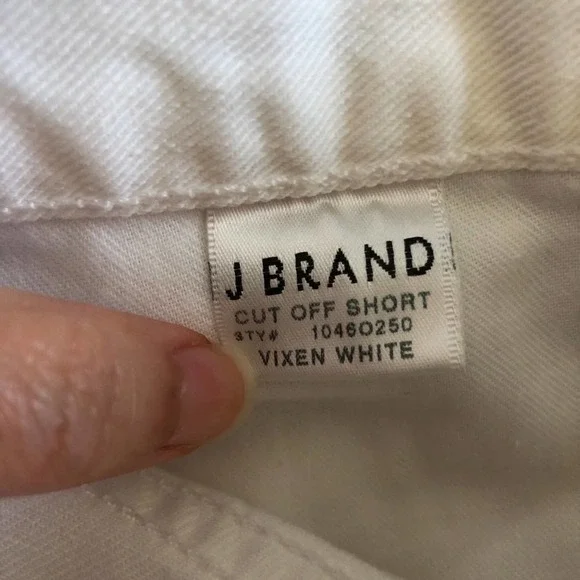 J BRAND
CUT OFF SHORT
STY# 1046O250
VIXEN WHITE